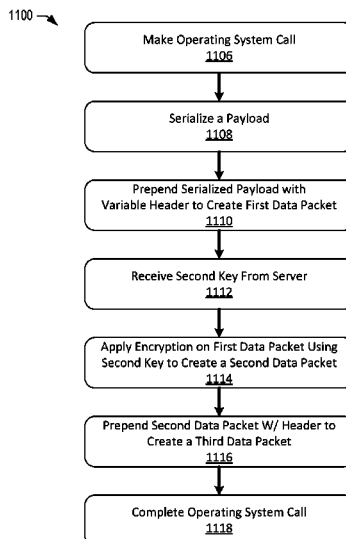 1100
Make Operating System Call
1106
Serialize a Payload
1108
Prepend Serialized Payload with
Variable Header to Create First Data Packet
1110
Receive Second Key From Server
1112
Apply Encryption on First Data Packet Using
Second Key to Create a Second Data Packet
1114
Prepend Second Data Packet W/ Header to
Create a Third Data Packet
1116
Complete Operating System Call
1118